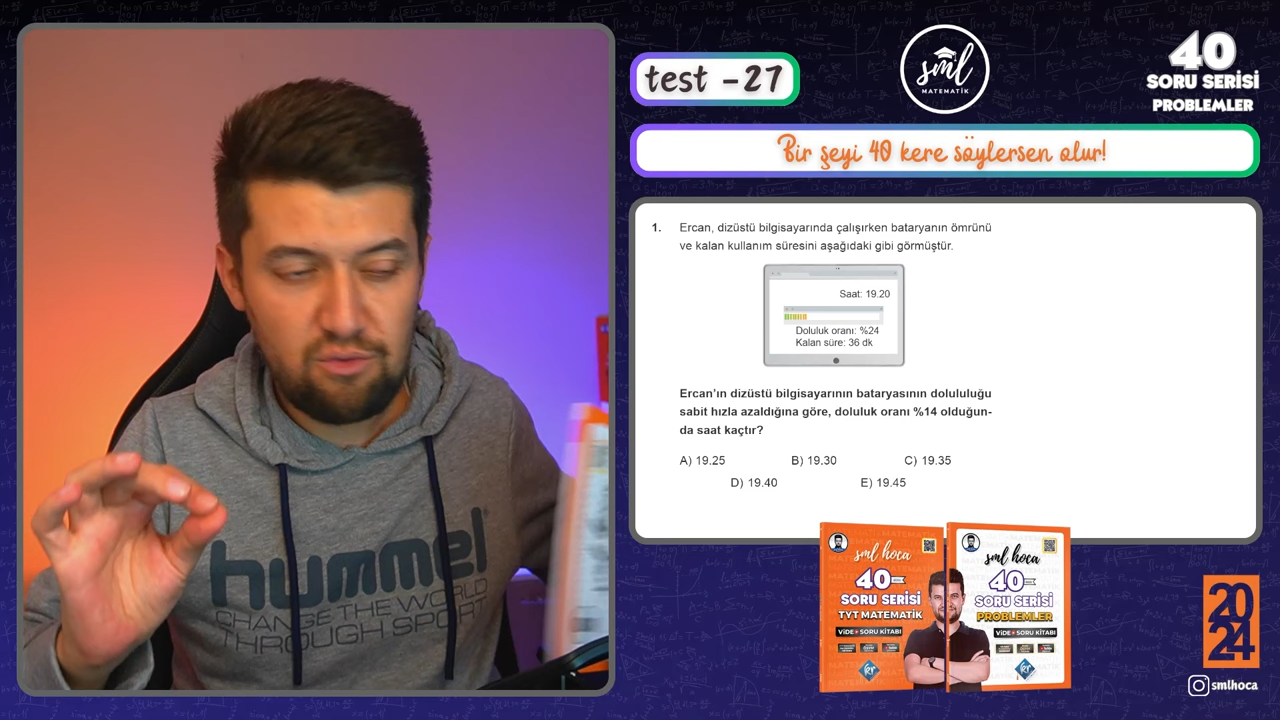 test - 27
sml
MATEMATİK
40
SORU SERİSİ
PROBLEMLER
Bir şeyi 40 kere söylersen olur!
1. Ercan, dizüstü bilgisayarında çalışırken bataryanın ömrünü
ve kalan kullanım süresini aşağıdaki gibi görmüştür.
Saat: 19.20
Doluluk oranı: %24
Kalan süre: 36 dk
Ercan'ın dizüstü bilgisayarının bataryasının dolululuğu
sabit hızla azaldığına göre, doluluk oranı %14 olduğun-
da saat kaçtır?
A) 19.25 B) 19.30 C) 19.35
D) 19.40 E) 19.45
hummel
CHANGE THE WORLD
THROUGH SPORT
sml hoca
40
SORU SERİSİ
TYT MATEMATİK
VİDEO SORU KİTABI
sml hoca
40
SORU SERİSİ
PROBLEMLER
VİDEO SORU KİTABI
2024
smlhoca